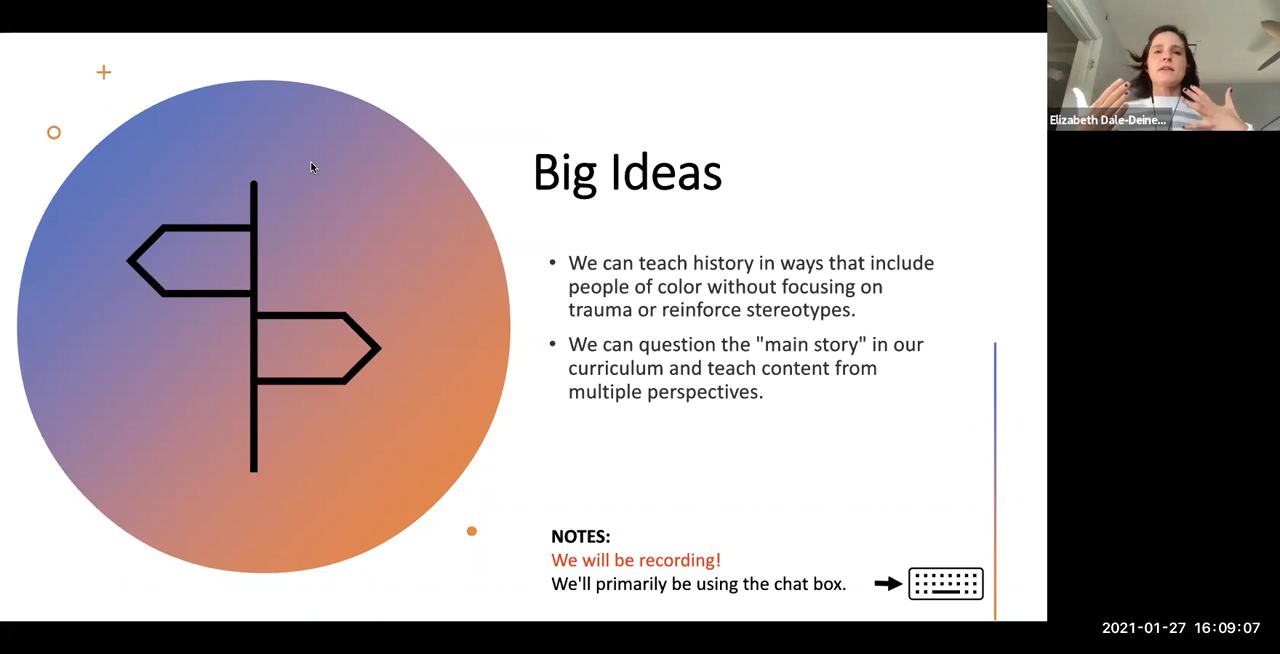 Elizabeth Dale-Deine...
Big Ideas
• We can teach history in ways that include
people of color without focusing on
trauma or reinforce stereotypes.
• We can question the "main story" in our
curriculum and teach content from
multiple perspectives.
NOTES:
We will be recording!
We'll primarily be using the chat box.
2021-01-27 16:09:07